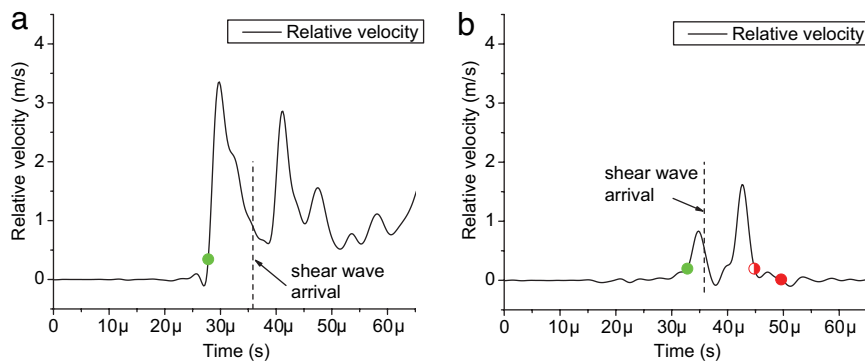 a
Relative velocity
Relative velocity (m/s)
4
3
2
1
0
shear wave
arrival
0
10µ
20µ
30µ
40µ
50µ
60µ
Time (s)
b
Relative velocity
Relative velocity (m/s)
4
3
2
1
0
shear wave
arrival
0
10µ
20µ
30µ
40µ
50µ
60µ
Time (s)